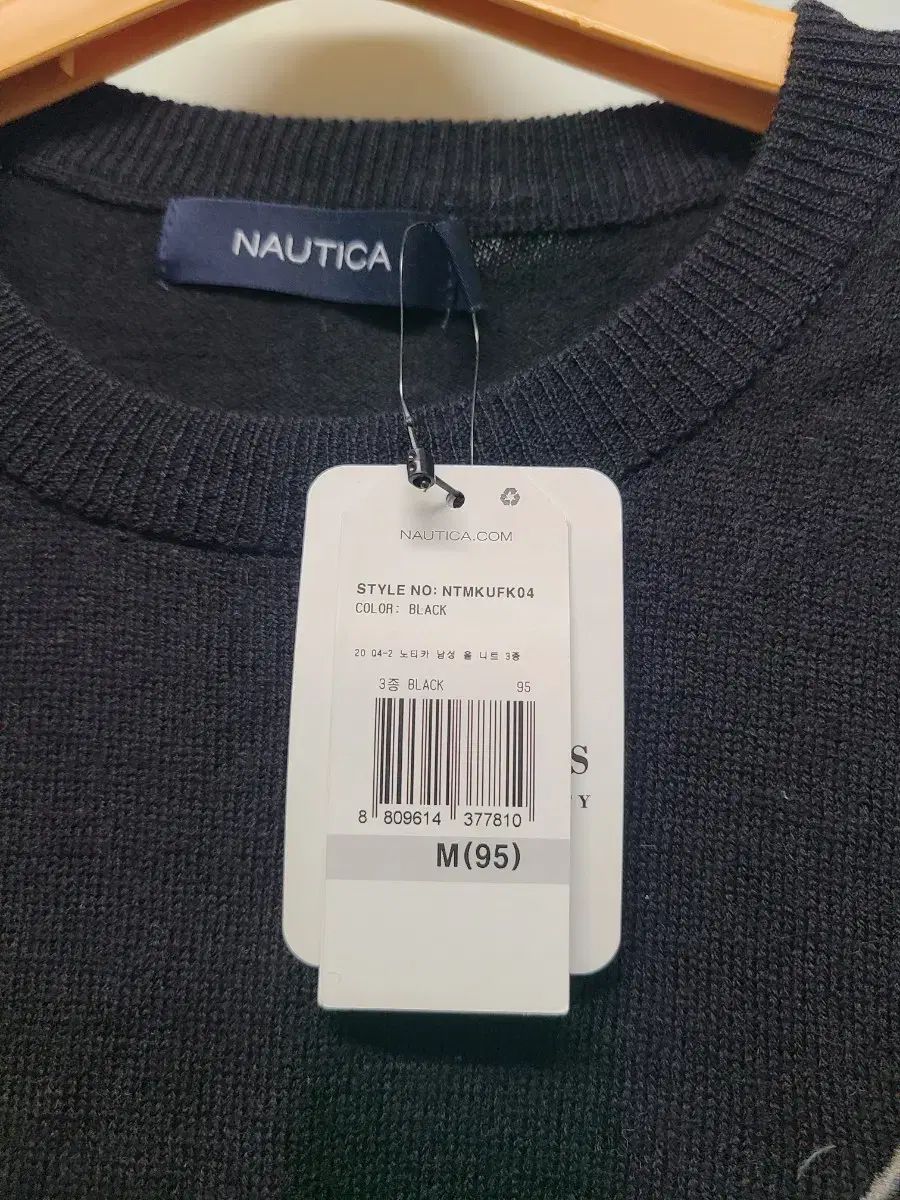 NAUTICA
NAUTICA.COM
STYLE NO: NTMKUFK04
COLOR: BLACK
20 Q4-2 노티카 남성 울 니트 3종
3종 BLACK 95
8 809614 377810
M(95)
S
Y